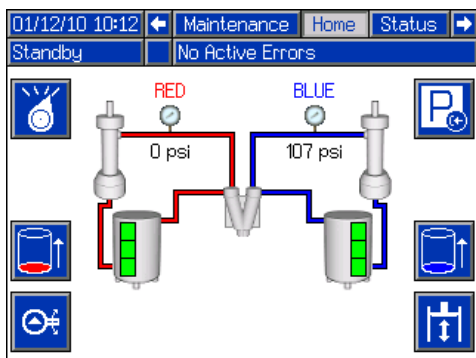 01/12/10 10:12 Maintenance Home Status
Standby No Active Errors
RED BLUE
0 psi 107 psi
P